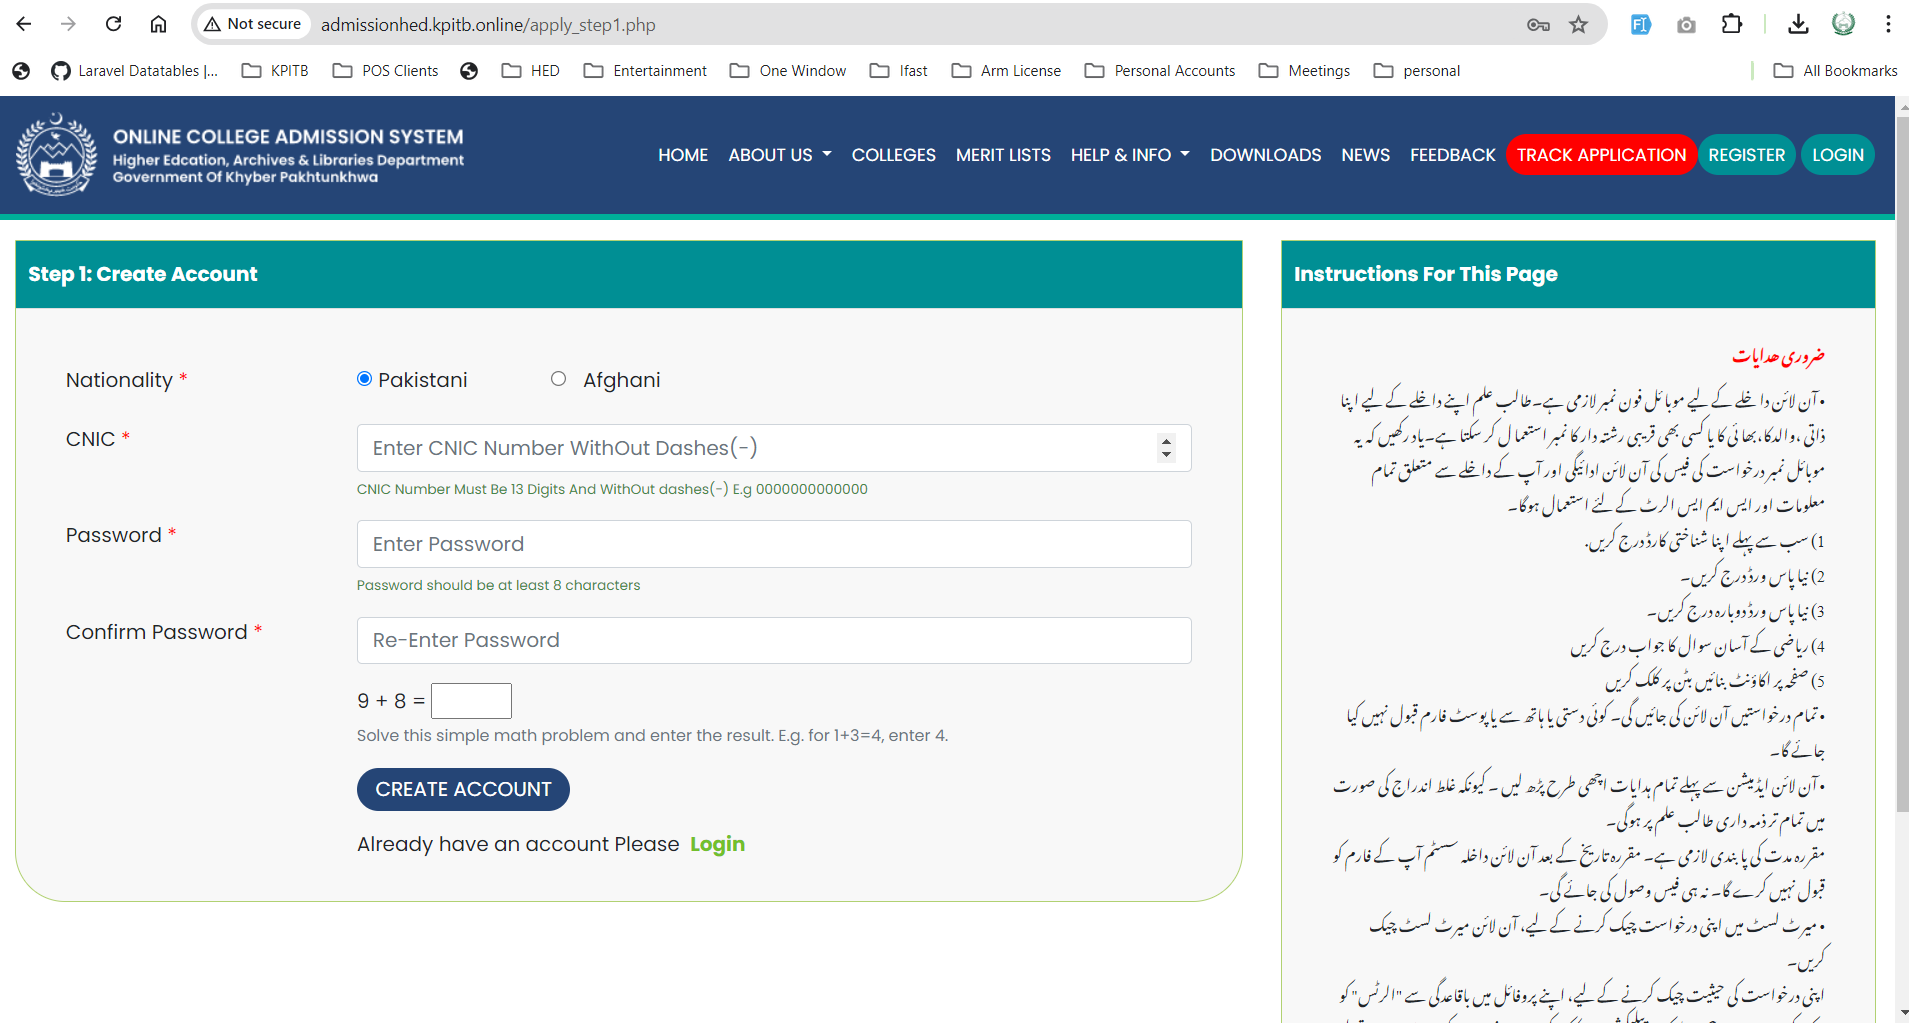 Not secure
admissionhed.kpitb.online/apply_step1.php
Laravel Datatables |...
KPITB
POS Clients
HED
Entertainment
One Window
Ifast
Arm License
Personal Accounts
Meetings
personal
All Bookmarks
ONLINE COLLEGE ADMISSION SYSTEM
Higher Edcation, Archives & Libraries Department
Government Of Khyber Pakhtunkhwa
HOME
ABOUT US
COLLEGES
MERIT LISTS
HELP & INFO
DOWNLOADS
NEWS
FEEDBACK
TRACK APPLICATION
REGISTER
LOGIN
Step 1: Create Account
Nationality *
Pakistani
Afghani
CNIC *
Enter CNIC Number WithOut Dashes(-)
CNIC Number Must Be 13 Digits And WithOut dashes(-) E.g 0000000000000
Password *
Enter Password
Password should be at least 8 characters
Confirm Password *
Re-Enter Password
9 + 8 =
Solve this simple math problem and enter the result. E.g. for 1+3=4, enter 4.
CREATE ACCOUNT
Already have an account Please Login
Instructions For This Page
ضروری ھدایات
• آن لائن داخلے کے لیے موبائل فون نمبر لازمی ہے۔ طالب علم اپنے داخلے کے لیے اپنا
ذاتی ،والد کا، بھائی کا یا کسی بھی قریبی رشتہ دار کا نمبر استعمال کر سکتا ہے۔ یاد رکھیں کہ یہ
موبائل نمبر درخواست کی فیس کی آن لائن ادائیگی اور آپ کے داخلے سے متعلق تمام
معلومات اور ایس ایم ایس الرٹ کے لئے استعمال ہوگا۔
1) سب سے پہلے اپنا شناختی کارڈ درج کریں.
2) نیا پاس ورڈ درج کریں۔
3) نیا پاس ورڈ دوبارہ درج کریں۔
4) ریاضی کے آسان سوال کا جواب درج کریں
5) صفحہ پر اکاؤنٹ بنائیں بٹن پر کلک کریں
• تمام درخواستیں آن لائن کی جائیں گی۔ کوئی دستی یا ہاتھ سے یا پوسٹ فارم قبول نہیں کیا
جائے گا۔
• آن لائن ایڈمیشن سے پہلے تمام ہدایات اچھی طرح پڑھ لیں ۔ کیونکہ غلط اندراج کی صورت
میں تمام تر ذمہ داری طالب علم پر ہوگی۔
مقررہ مدت کی پابندی لازمی ہے۔ مقررہ تاریخ کے بعد آن لائن داخلہ سسٹم آپ کے فارم کو
قبول نہیں کرے گا۔ نہ ہی فیس وصول کی جائے گی۔
• میرٹ لسٹ میں اپنی درخواست چیک کرنے کے لیے، آن لائن میرٹ لسٹ چیک
کریں۔
اپنی درخواست کی حیثیت چیک کرنے کے لیے، اپنے پروفائل میں باقاعدگی سے "الرٹس" کو